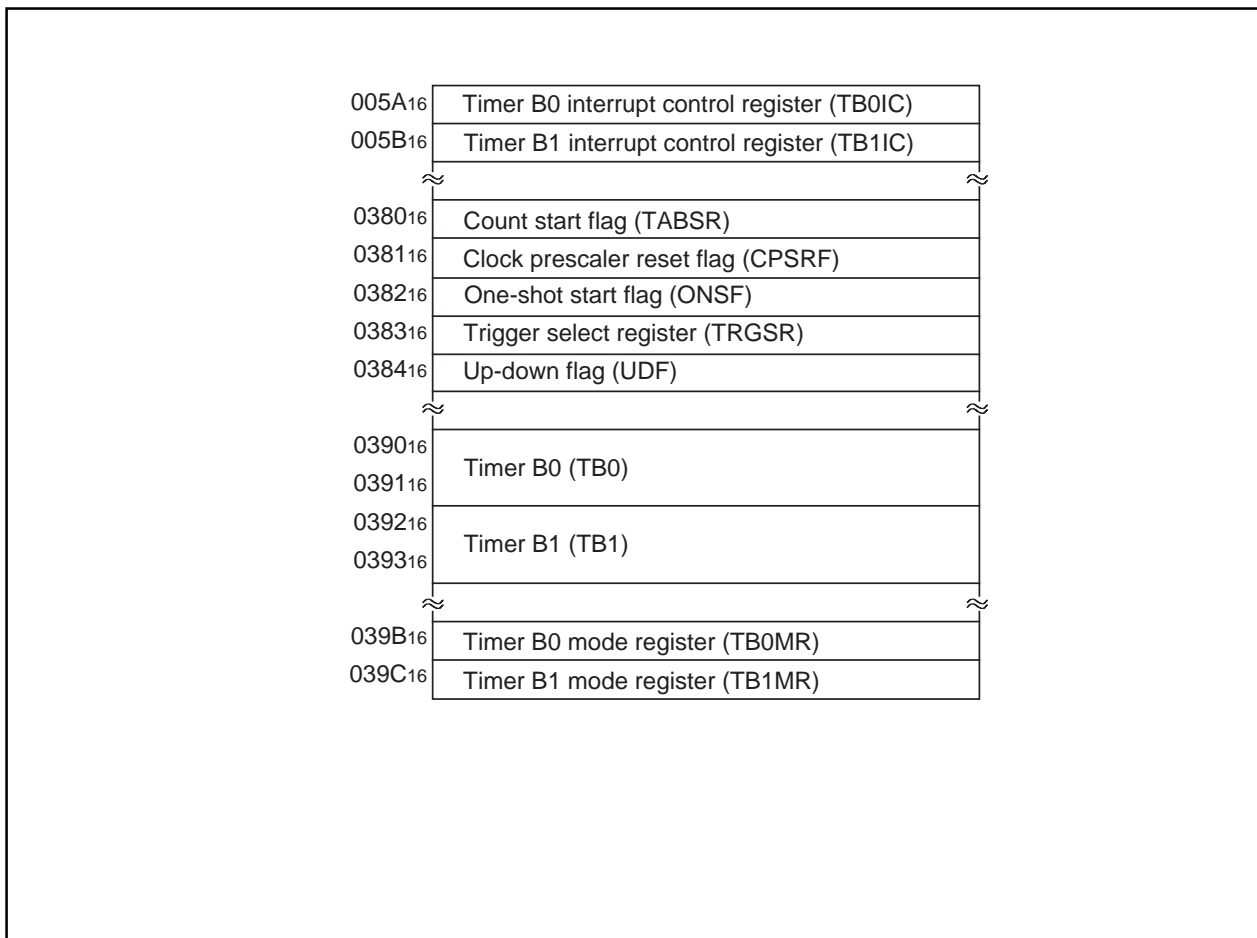 005A16 Timer B0 interrupt control register (TB0IC)
005B16 Timer B1 interrupt control register (TB1IC)
038016 Count start flag (TABSR)
038116 Clock prescaler reset flag (CPSRF)
038216 One-shot start flag (ONSF)
038316 Trigger select register (TRGSR)
038416 Up-down flag (UDF)
039016
Timer B0 (TB0)
039116
039216
Timer B1 (TB1)
039316
039B16 Timer B0 mode register (TB0MR)
039C16 Timer B1 mode register (TB1MR)